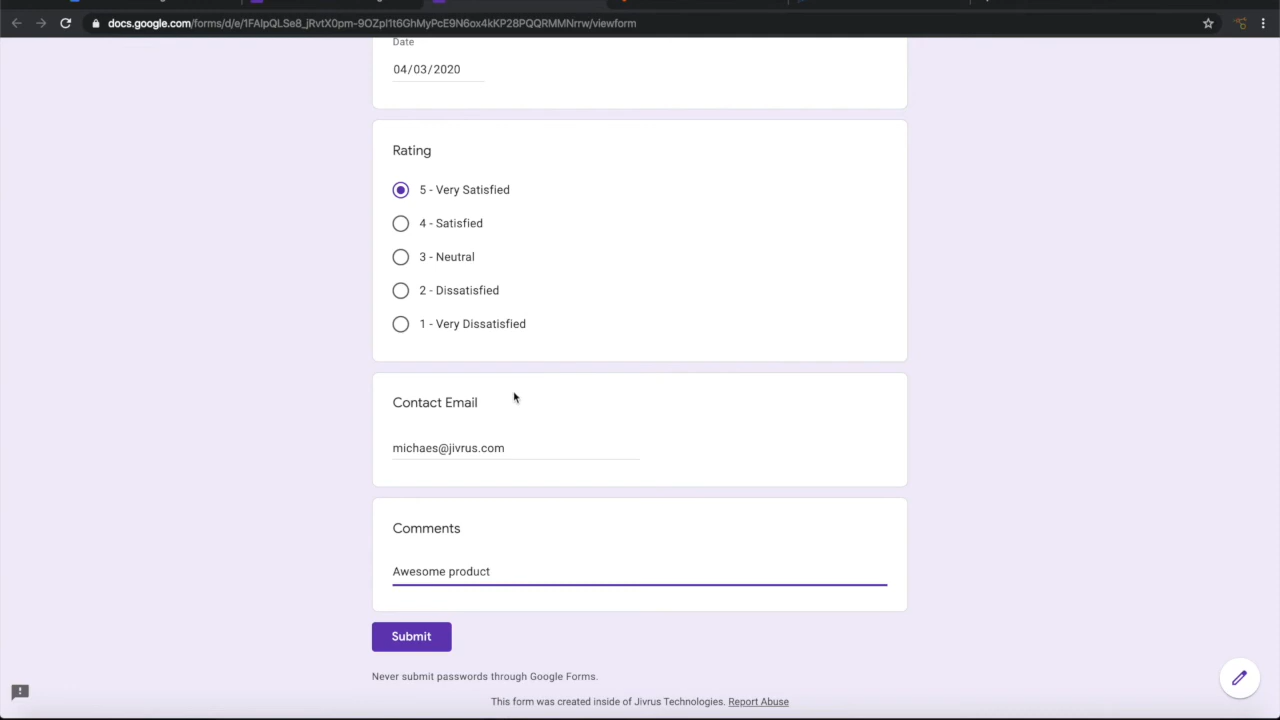 docs.google.com/forms/d/e/1FAIpQLSe8_jRvtX0pm-9OZpI1t6GhMyPcE9N6ox4kKP28PQQRMMNrrw/viewform
Date
04/03/2020
Rating
5 - Very Satisfied
4 - Satisfied
3 - Neutral
2 - Dissatisfied
1 - Very Dissatisfied
Contact Email
michaes@jivrus.com
Comments
Awesome product
Submit
Never submit passwords through Google Forms.
This form was created inside of Jivrus Technologies. Report Abuse